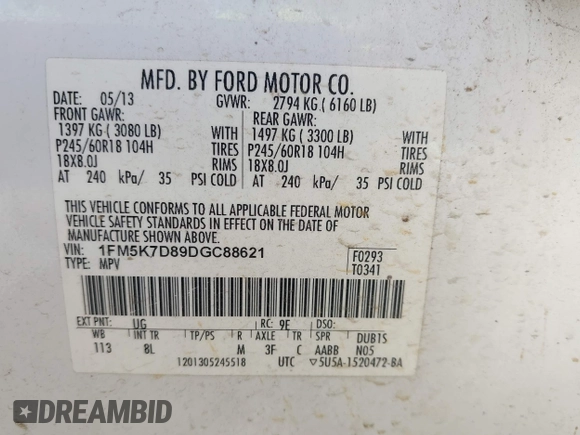 MFD. BY FORD MOTOR CO.
DATE: 05/13 GVWR: 2794 KG ( 6160 LB)
FRONT GAWR: REAR GAWR:
1397 KG ( 3080 LB) WITH 1497 KG ( 3300 LB) WITH
P245/60R18 104H TIRES P245/60R18 104H TIRES
18X8.0J RIMS 18X8.0J RIMS
AT 240 kPa/ 35 PSI COLD AT 240 kPa/ 35 PSI COLD
THIS VEHICLE CONFORMS TO ALL APPLICABLE FEDERAL MOTOR
VEHICLE SAFETY STANDARDS IN EFFECT ON THE DATE OF
MANUFACTURE SHOWN ABOVE.
VIN: 1FM5K7D89DGC88621 F0293
TYPE: MPV T0341
EXT PNT: UG RC: 9E DSO:
WB INT TR TP/PS R AXLE TR DUBTS
113 8L M 3F C AABB N05
1201305245518 UTC ▽5U5A-1520472-BA
DREAMBID